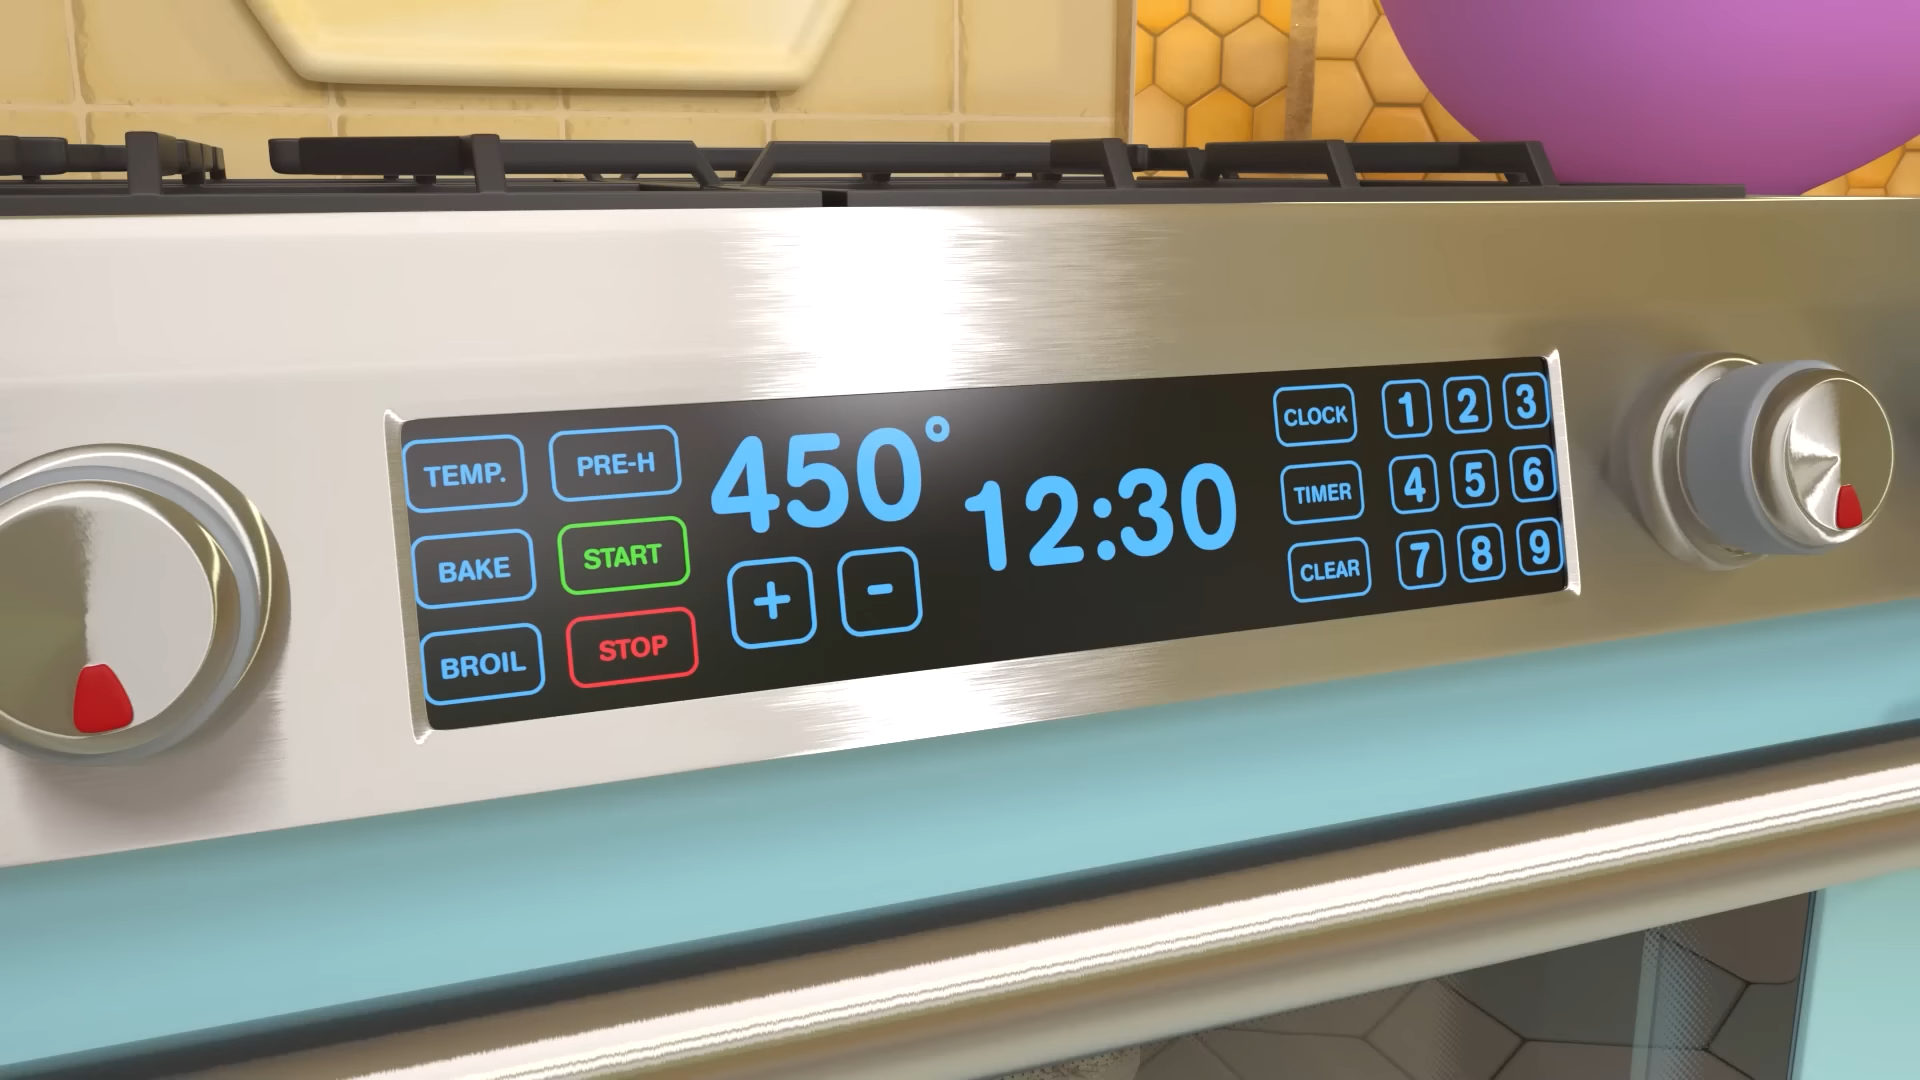 TEMP. PRE-H
BAKE START
BROIL STOP
450°
+ -
12:30
CLOCK 1 2 3
TIMER 4 5 6
CLEAR 7 8 9